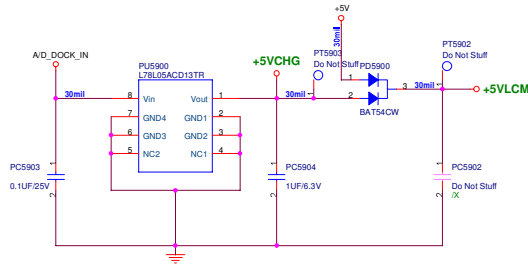 +5V
A/D_DOCK_IN
PU5900
L78L05ACD13TR
+5VCHG
PT5903
Do Not Stuff
30mil
PD5900
PT5902
Do Not Stuff
30mil
8
Vin
Vout
1
30mil
1
1
2
3
30mil
1
+5VLCM
BAT54CW
7
GND4
GND1
2
6
GND3
GND2
3
5
NC2
NC1
4
1
PC5903
0.1UF/25V
2
1
PC5904
1UF/6.3V
2
1
PC5902
Do Not Stuff
/X
2